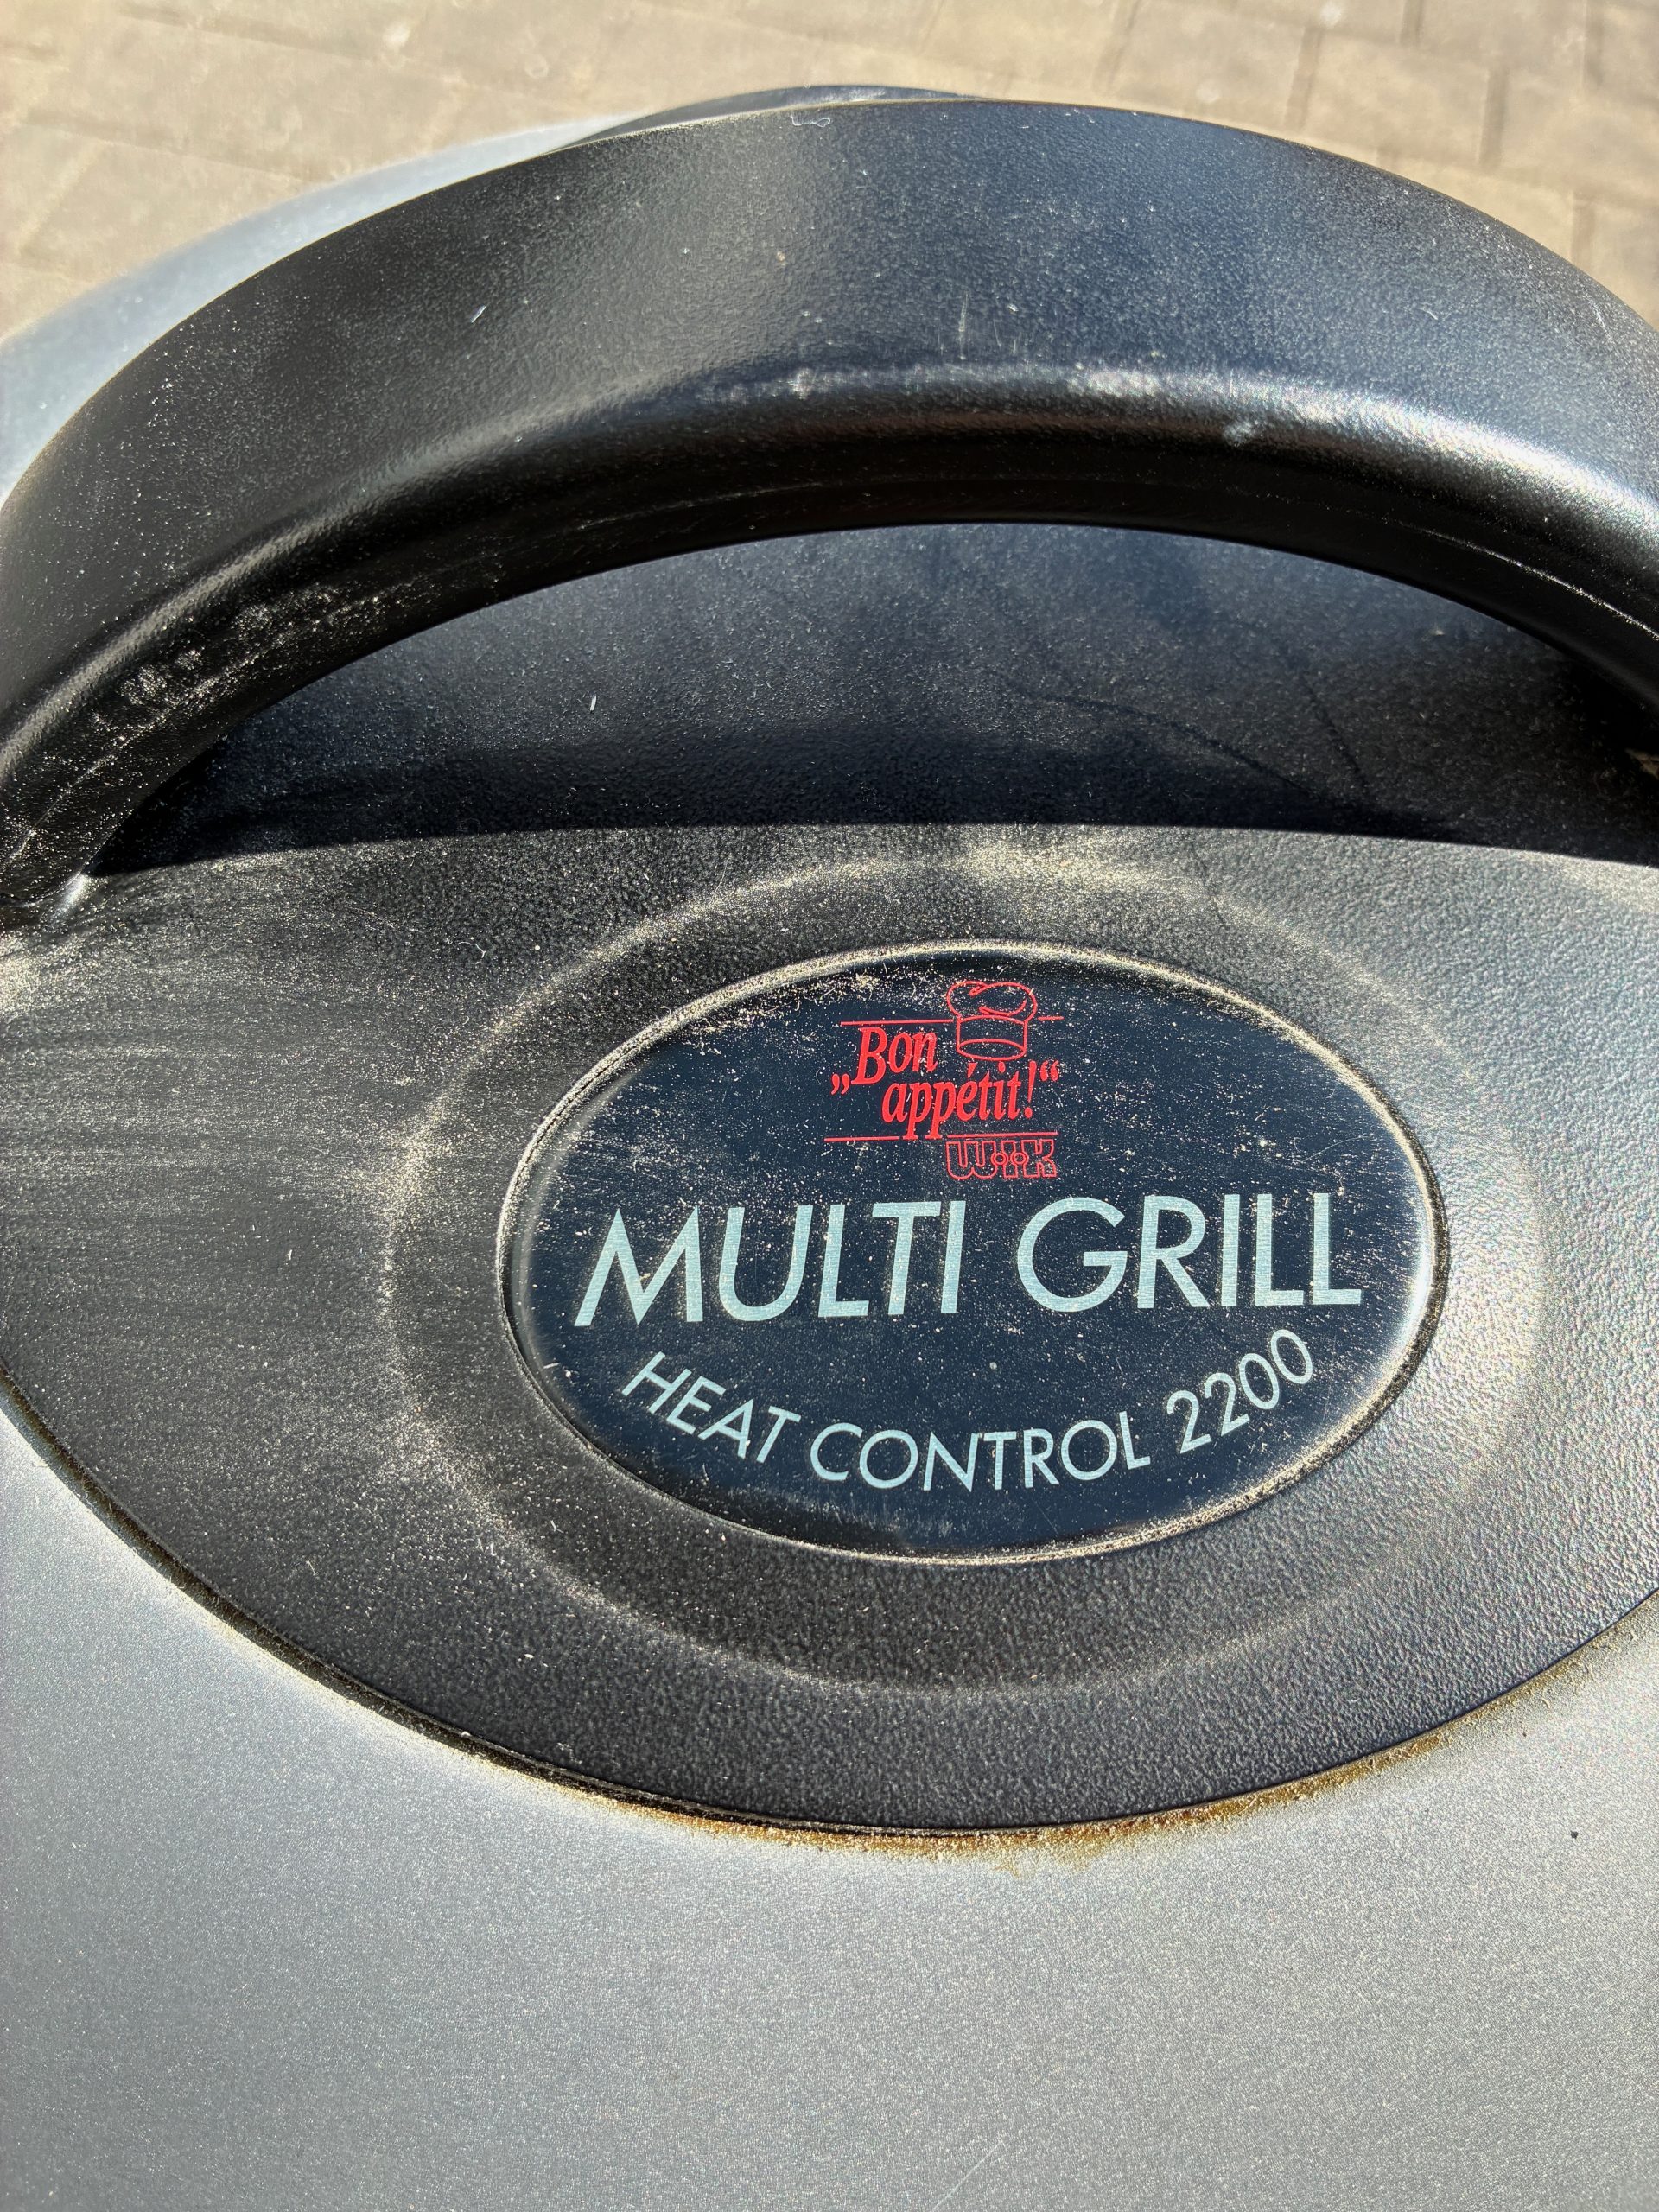 „Bon
appétit!“
wik
MULTI GRILL
HEAT CONTROL 2200